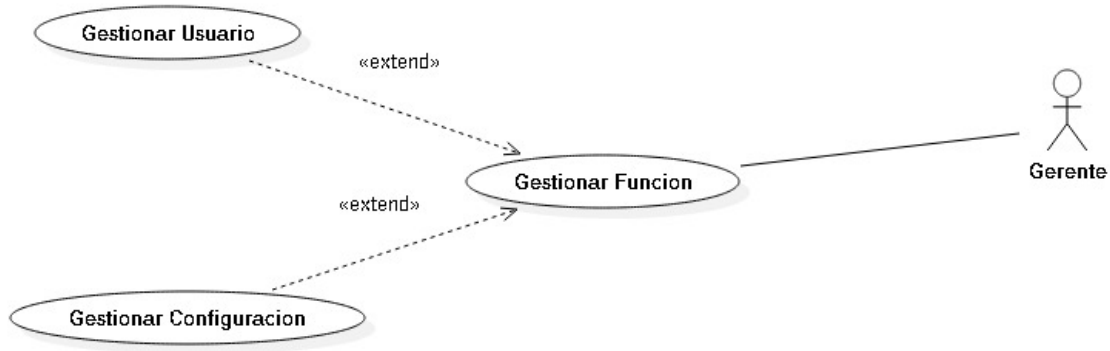 Gestionar Usuario
«extend»
Gerente
Gestionar Funcion
«extend»
Gestionar Configuracion